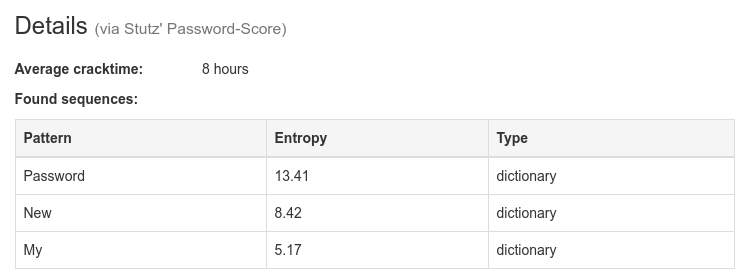 Details (via Stutz' Password-Score)
Average cracktime: 8 hours
Found sequences:
Pattern Entropy Type
Password 13.41 dictionary
New 8.42 dictionary
My 5.17 dictionary